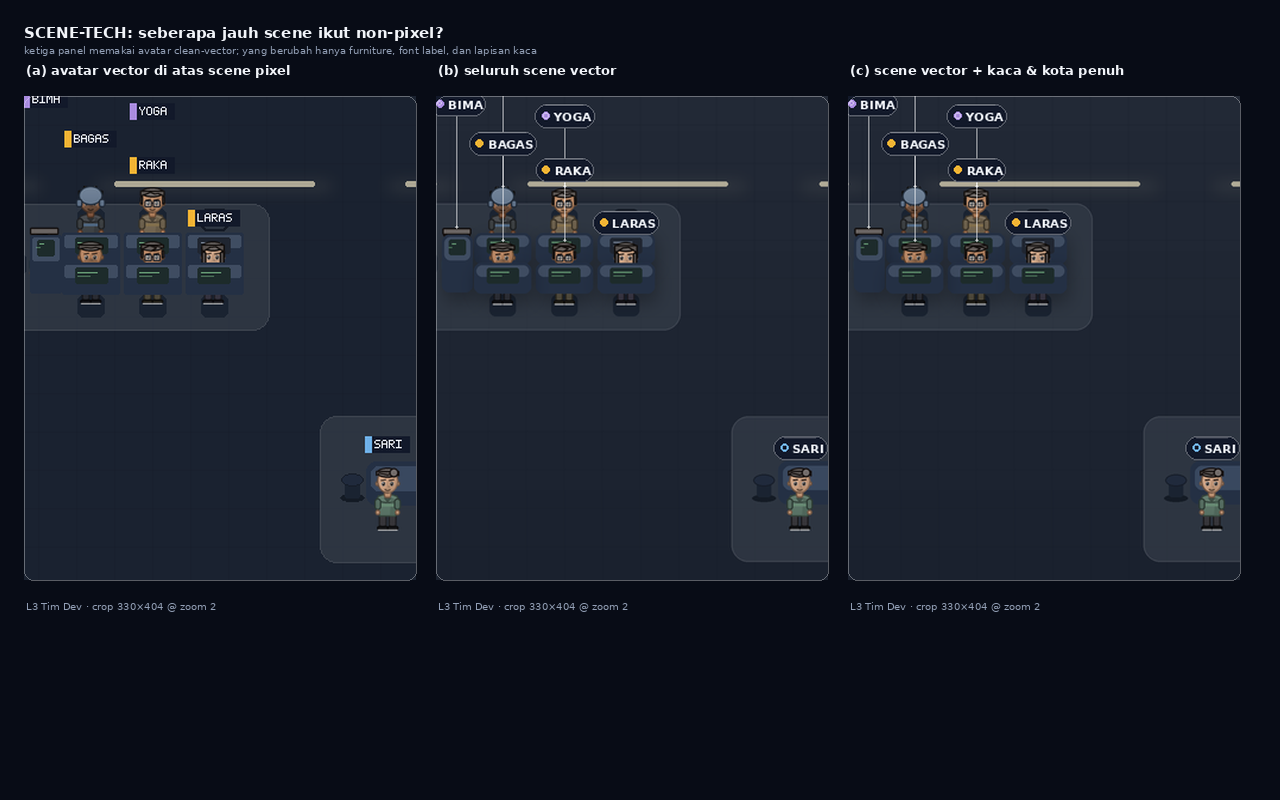 SCENE-TECH: seberapa jauh scene ikut non-pixel?
ketiga panel memakai avatar clean-vector; yang berubah hanya furniture, font label, dan lapisan kaca
(a) avatar vector di atas scene pixel
(b) seluruh scene vector
(c) scene vector + kaca & kota penuh
BIMA
YOGA
BAGAS
RAKA
LARAS
SARI
BIMA
YOGA
BAGAS
RAKA
LARAS
SARI
BIMA
YOGA
BAGAS
RAKA
LARAS
SARI
L3 Tim Dev · crop 330×404 @ zoom 2
L3 Tim Dev · crop 330×404 @ zoom 2
L3 Tim Dev · crop 330×404 @ zoom 2